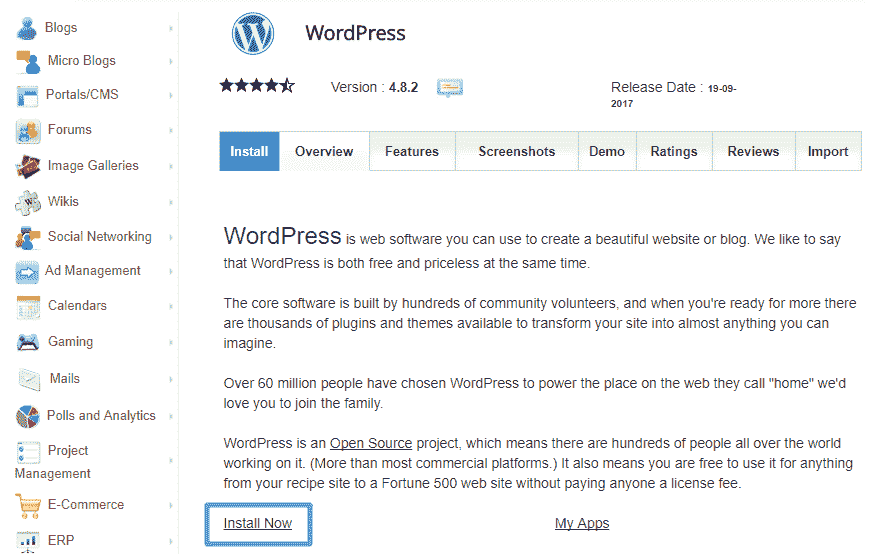 Blogs
Micro Blogs
Portals/CMS
Forums
Image Galleries
Wikis
Social Networking
Ad Management
Calendars
Gaming
Mails
Polls and Analytics
Project
Management
E-Commerce
ERP
WordPress
Version : 4.8.2
Release Date : 19-09-
2017
Install Overview Features Screenshots Demo Ratings Reviews Import
WordPress is web software you can use to create a beautiful website or blog. We like to say
that WordPress is both free and priceless at the same time.
The core software is built by hundreds of community volunteers, and when you're ready for more there
are thousands of plugins and themes available to transform your site into almost anything you can
imagine.
Over 60 million people have chosen WordPress to power the place on the web they call "home" we'd
love you to join the family.
WordPress is an Open Source project, which means there are hundreds of people all over the world
working on it. (More than most commercial platforms.) It also means you are free to use it for anything
from your recipe site to a Fortune 500 web site without paying anyone a license fee.
Install Now My Apps